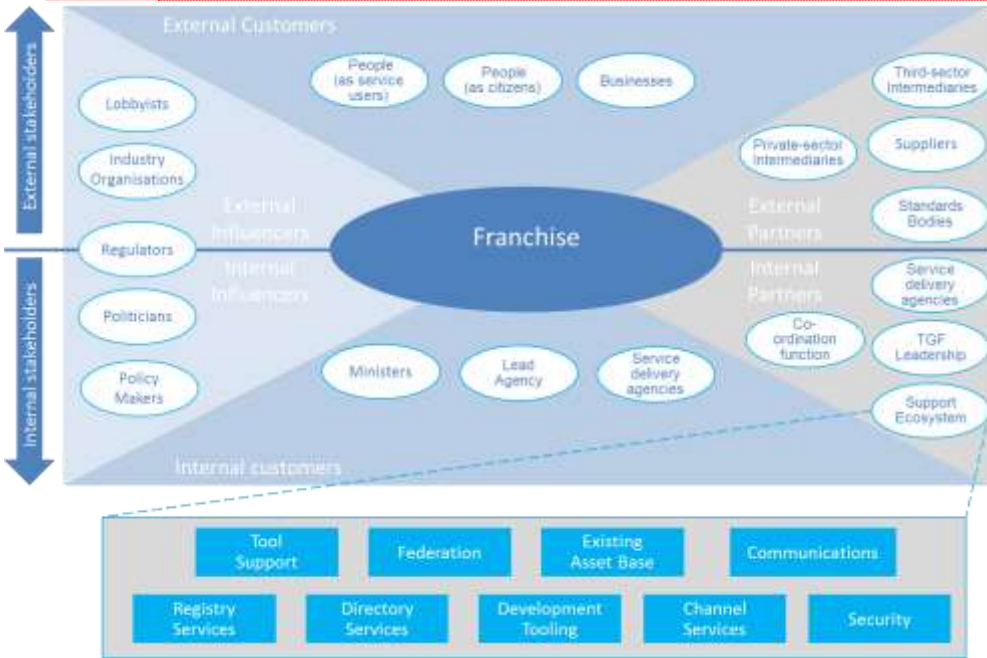 External stakeholders
Internal stakeholders
External Customers
People
(as service
users)
People
(as citizens)
Businesses
Third-sector
Intermediaries
Lobbyists
Private-sector
Intermediaries
Suppliers
Industry
Organisations
External
Influencers
Franchise
External
Partners
Standards
Bodies
Regulators
Internal
Influencers
Internal
Partners
Service
delivery
agencies
Politicians
Co-
ordination
function
TGF
Leadership
Policy
Makers
Ministers
Lead
Agency
Service
delivery
agencies
Support
Ecosystem
Internal customers
Tool
Support
Federation
Existing
Asset Base
Communications
Registry
Services
Directory
Services
Development
Tooling
Channel
Services
Security